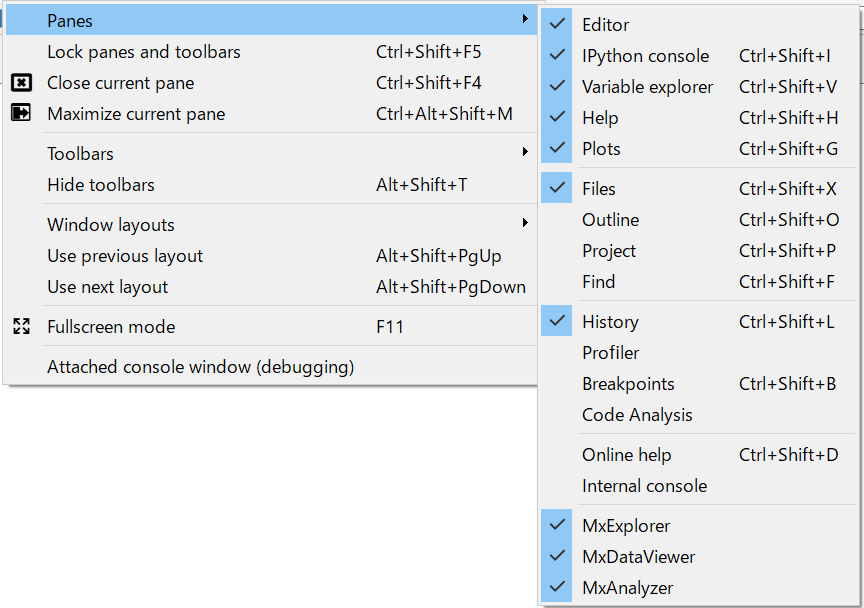 Panes
Lock panes and toolbars Ctrl+Shift+F5
Close current pane Ctrl+Shift+F4
Maximize current pane Ctrl+Alt+Shift+M
Toolbars
Hide toolbars Alt+Shift+T
Window layouts
Use previous layout Alt+Shift+PgUp
Use next layout Alt+Shift+PgDown
Fullscreen mode F11
Attached console window (debugging)
Editor
IPython console Ctrl+Shift+I
Variable explorer Ctrl+Shift+V
Help Ctrl+Shift+H
Plots Ctrl+Shift+G
Files Ctrl+Shift+X
Outline Ctrl+Shift+O
Project Ctrl+Shift+P
Find Ctrl+Shift+F
History Ctrl+Shift+L
Profiler
Breakpoints Ctrl+Shift+B
Code Analysis
Online help Ctrl+Shift+D
Internal console
MxExplorer
MxDataViewer
MxAnalyzer